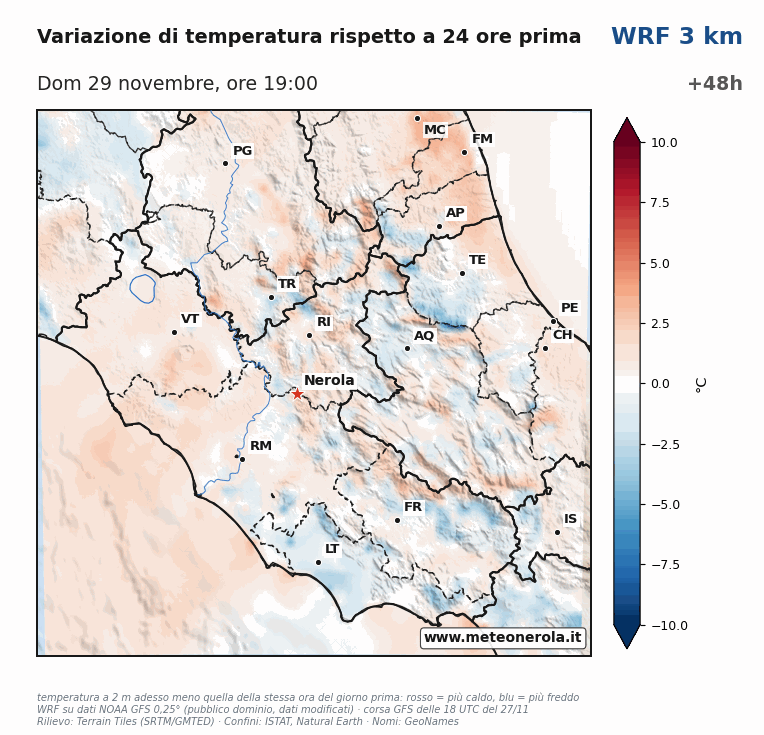 Variazione di temperatura rispetto a 24 ore prima
WRF 3 km
Dom 29 novembre, ore 19:00
+48h
MC
FM
PG
AP
TE
TR
PE
VT
RI
AQ
CH
Nerola
RM
FR
IS
LT
www.meteonerola.it
10.0
7.5
5.0
2.5
0.0
−2.5
−5.0
−7.5
−10.0
°C
temperatura a 2 m adesso meno quella della stessa ora del giorno prima: rosso = più caldo, blu = più freddo
WRF su dati NOAA GFS 0,25° (pubblico dominio, dati modificati) · corsa GFS delle 18 UTC del 27/11
Rilievo: Terrain Tiles (SRTM/GMTED) · Confini: ISTAT, Natural Earth · Nomi: GeoNames